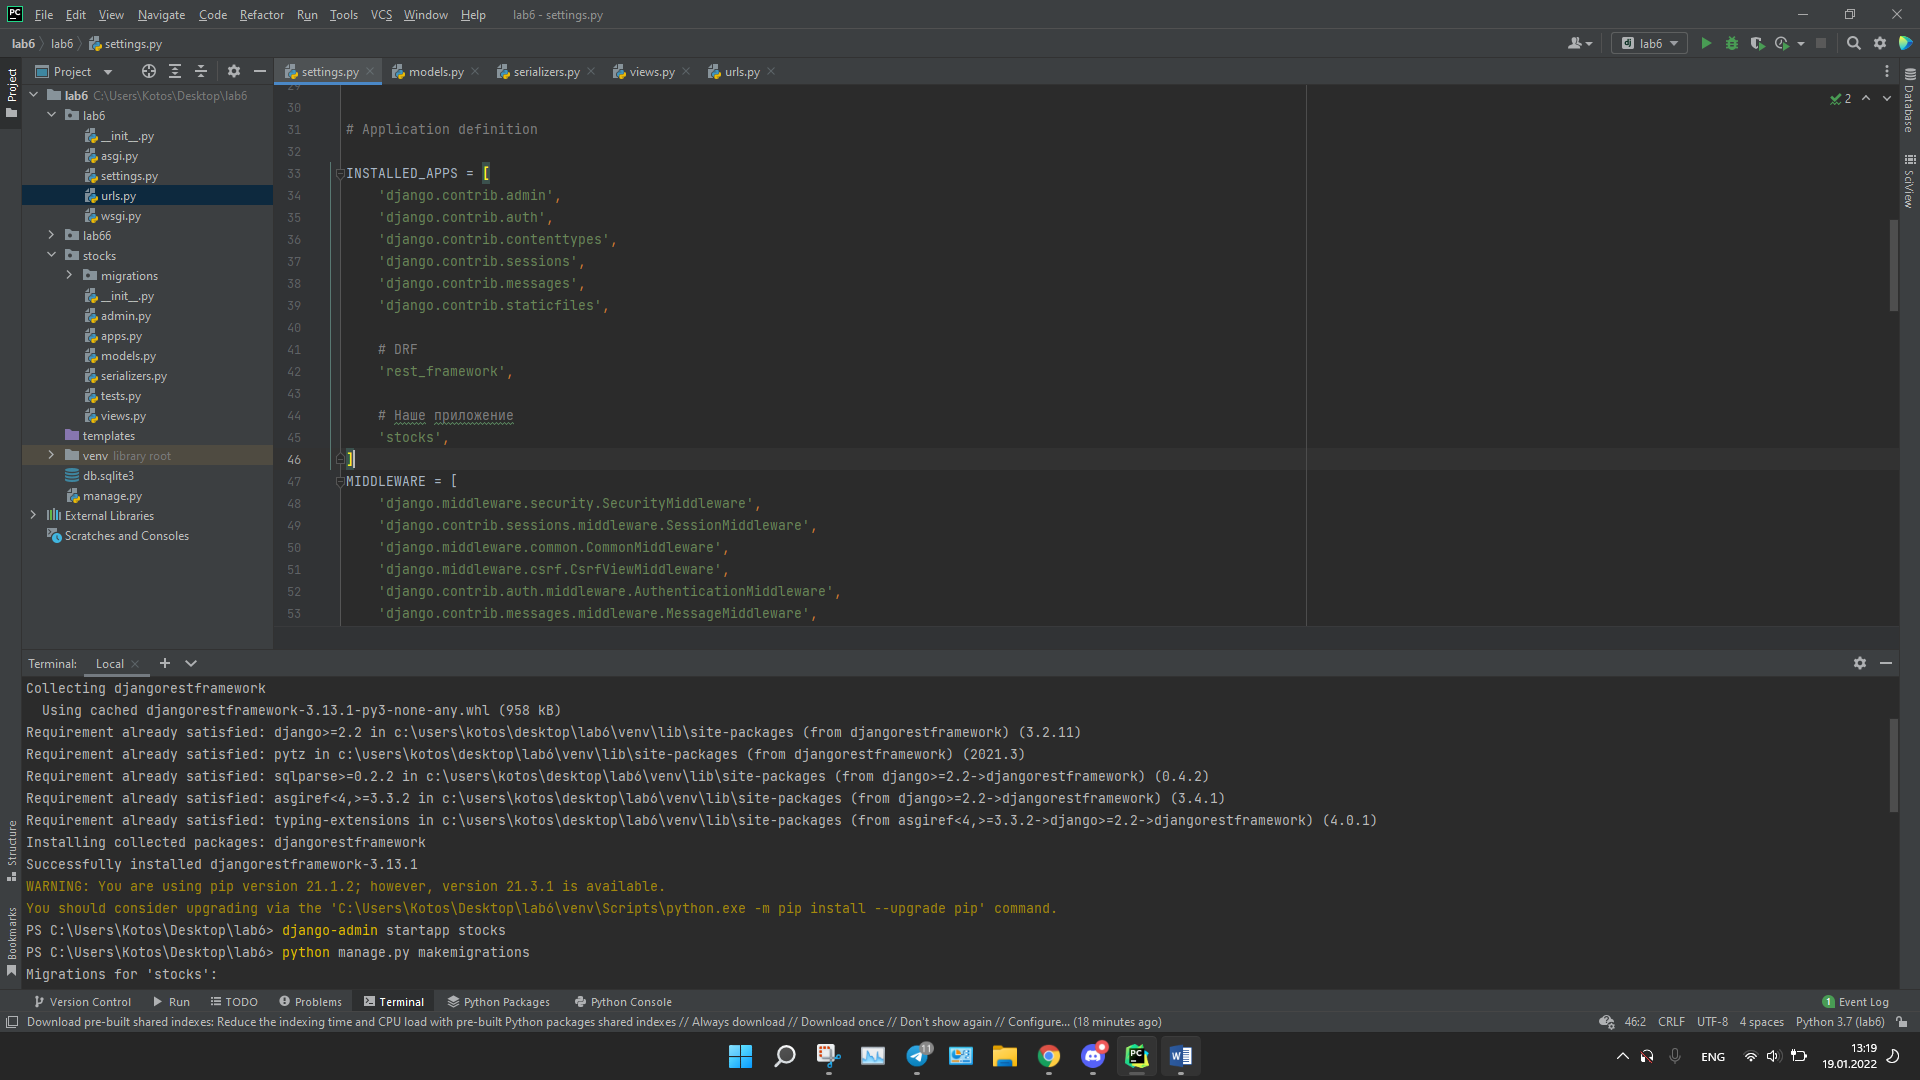 PC File Edit View Navigate Code Refactor Run Tools VCS Window Help lab6 - settings.py
lab6 lab6 settings.py
dj lab6
Project
settings.py models.py serializers.py views.py urls.py
Project
Database
SciView
Structure
Bookmarks
lab6 C:\Users\Kotos\Desktop\lab6
lab6
__init__.py
asgi.py
settings.py
urls.py
wsgi.py
lab66
stocks
migrations
__init__.py
admin.py
apps.py
models.py
serializers.py
tests.py
views.py
templates
venv library root
db.sqlite3
manage.py
External Libraries
Scratches and Consoles
2
29
30
31 # Application definition
32
33 INSTALLED_APPS = [
34 'django.contrib.admin',
35 'django.contrib.auth',
36 'django.contrib.contenttypes',
37 'django.contrib.sessions',
38 'django.contrib.messages',
39 'django.contrib.staticfiles',
40
41 # DRF
42 'rest_framework',
43
44 # Наше приложение
45 'stocks',
46 ]
47 MIDDLEWARE = [
48 'django.middleware.security.SecurityMiddleware',
49 'django.contrib.sessions.middleware.SessionMiddleware',
50 'django.middleware.common.CommonMiddleware',
51 'django.middleware.csrf.CsrfViewMiddleware',
52 'django.contrib.auth.middleware.AuthenticationMiddleware',
53 'django.contrib.messages.middleware.MessageMiddleware',
Terminal: Local
Collecting djangorestframework
Using cached djangorestframework-3.13.1-py3-none-any.whl (958 kB)
Requirement already satisfied: django>=2.2 in c:\users\kotos\desktop\lab6\venv\lib\site-packages (from djangorestframework) (3.2.11)
Requirement already satisfied: pytz in c:\users\kotos\desktop\lab6\venv\lib\site-packages (from djangorestframework) (2021.3)
Requirement already satisfied: sqlparse>=0.2.2 in c:\users\kotos\desktop\lab6\venv\lib\site-packages (from django>=2.2->djangorestframework) (0.4.2)
Requirement already satisfied: asgiref<4,>=3.3.2 in c:\users\kotos\desktop\lab6\venv\lib\site-packages (from django>=2.2->djangorestframework) (3.4.1)
Requirement already satisfied: typing-extensions in c:\users\kotos\desktop\lab6\venv\lib\site-packages (from asgiref<4,>=3.3.2->django>=2.2->djangorestframework) (4.0.1)
Installing collected packages: djangorestframework
Successfully installed djangorestframework-3.13.1
WARNING: You are using pip version 21.1.2; however, version 21.3.1 is available.
You should consider upgrading via the 'C:\Users\Kotos\Desktop\lab6\venv\Scripts\python.exe -m pip install --upgrade pip' command.
PS C:\Users\Kotos\Desktop\lab6> django-admin startapp stocks
PS C:\Users\Kotos\Desktop\lab6> python manage.py makemigrations
Migrations for 'stocks':
Version Control Run TODO Problems Terminal Python Packages Python Console 1 Event Log
Download pre-built shared indexes: Reduce the indexing time and CPU load with pre-built Python packages shared indexes // Always download // Download once // Don't show again // Configure... (18 minutes ago) 46:2 CRLF UTF-8 4 spaces Python 3.7 (lab6)
11 PC W ENG 13:19
19.01.2022